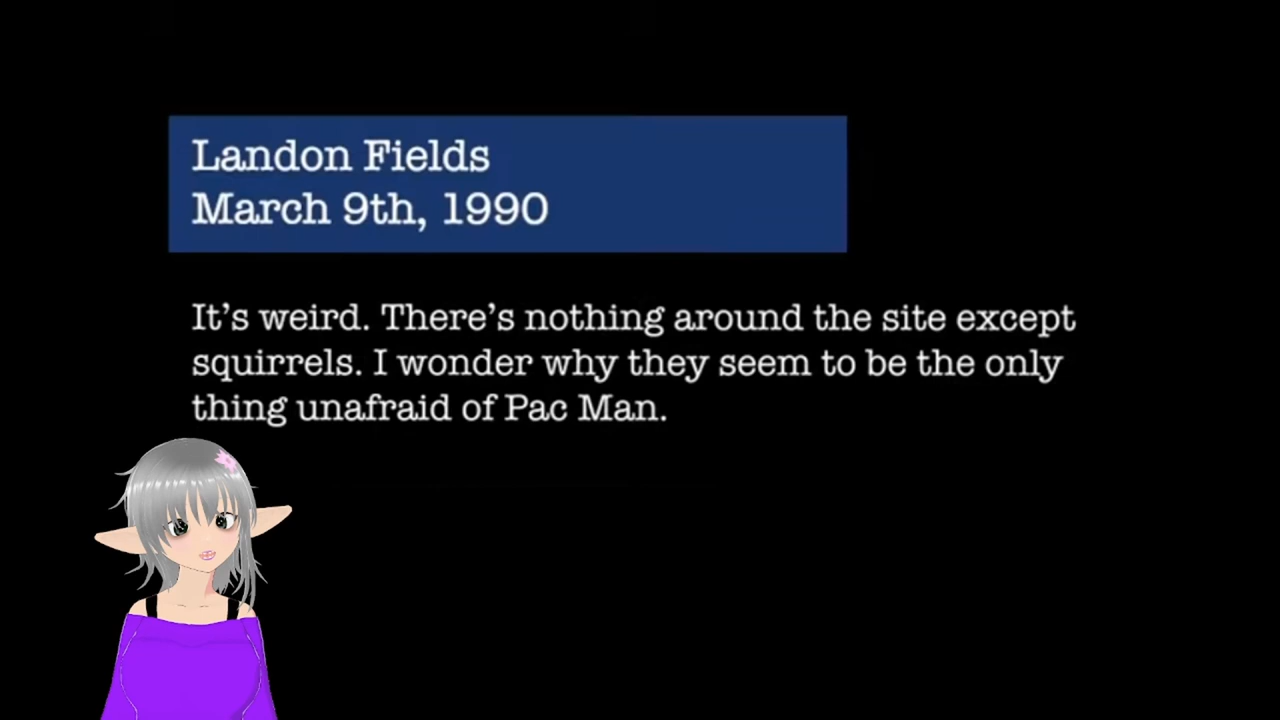 Landon Fields
March 9th, 1990
It's weird. There's nothing around the site except
squirrels. I wonder why they seem to be the only
thing unafraid of Pac Man.